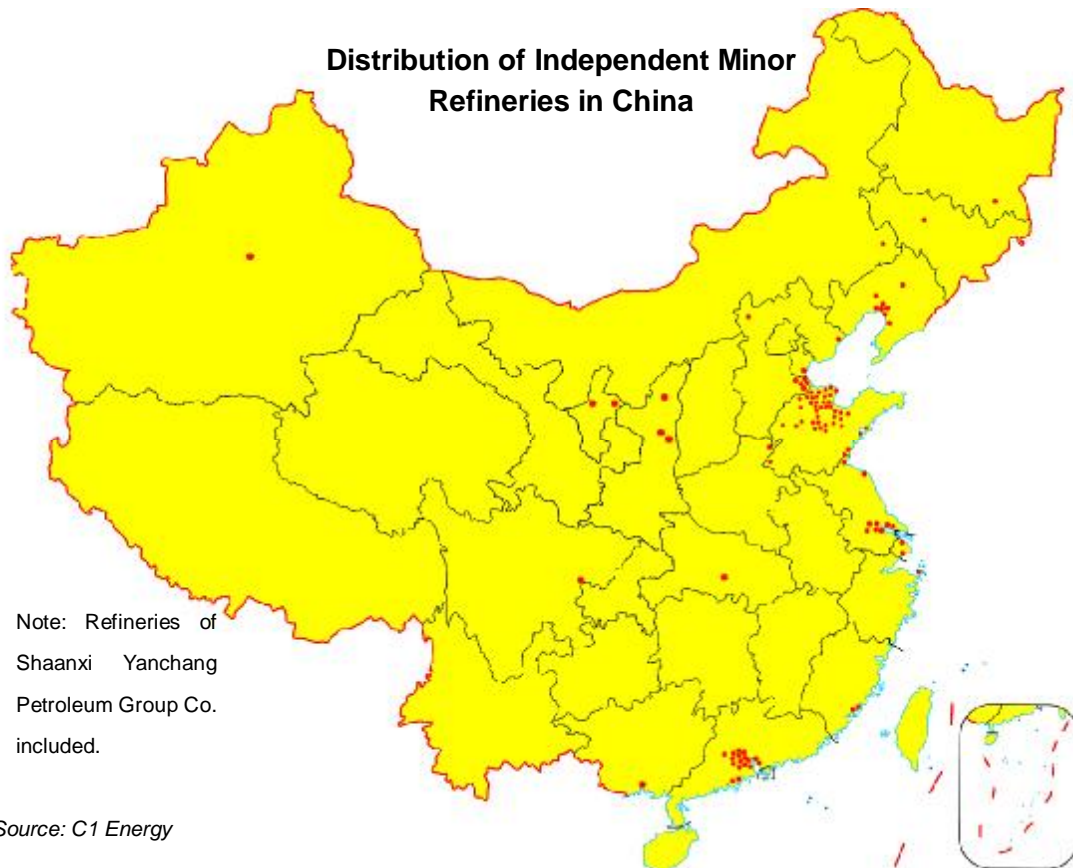 Distribution of Independent Minor
Refineries in China
Note: Refineries of
Shaanxi Yanchang
Petroleum Group Co.
included.
Source: C1 Energy